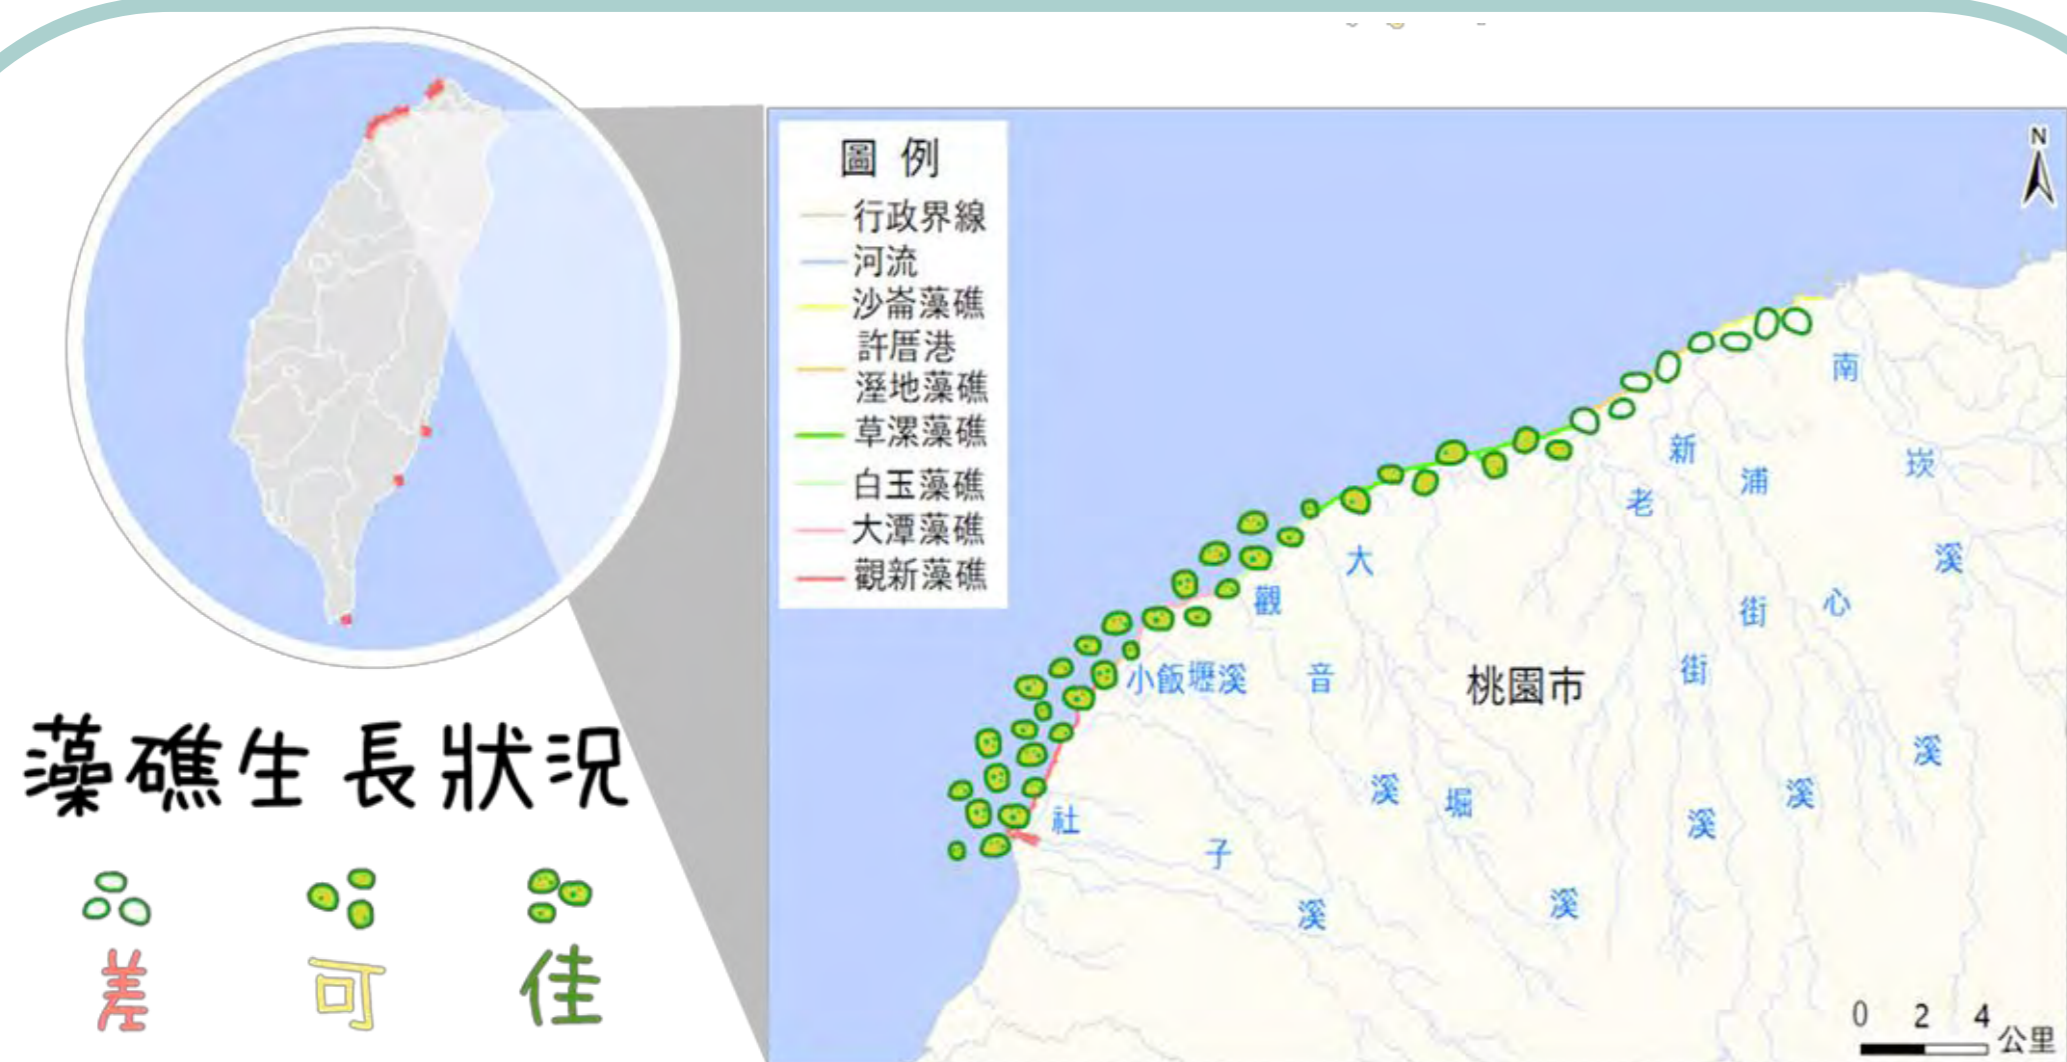 圖例
行政界線
河流
沙崙藻礁
許厝港
溼地藻礁
草漯藻礁
白玉藻礁
大潭藻礁
觀新藻礁
N
南
崁
溪
新
街
溪
浦
心
溪
老
街
溪
大
堀
溪
觀
音
溪
小飯壢溪
桃園市
社
子
溪
藻礁生長狀況
差
可
佳
0 2 4
公里